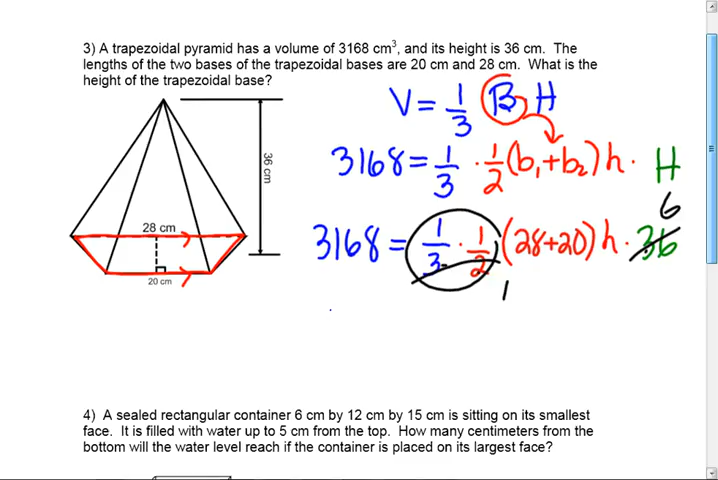 3) A trapezoidal pyramid has a volume of 3168 cm³, and its height is 36 cm. The
lengths of the two bases of the trapezoidal bases are 20 cm and 28 cm. What is the
height of the trapezoidal base?
V = 1/3 B H
3168 = 1/3 · 1/2 (b₁+b₂) h · H
6
3168 = 1/3 · 1/2 (28+20) h · 36
1
36 cm
28 cm
20 cm
4) A sealed rectangular container 6 cm by 12 cm by 15 cm is sitting on its smallest
face. It is filled with water up to 5 cm from the top. How many centimeters from the
bottom will the water level reach if the container is placed on its largest face?